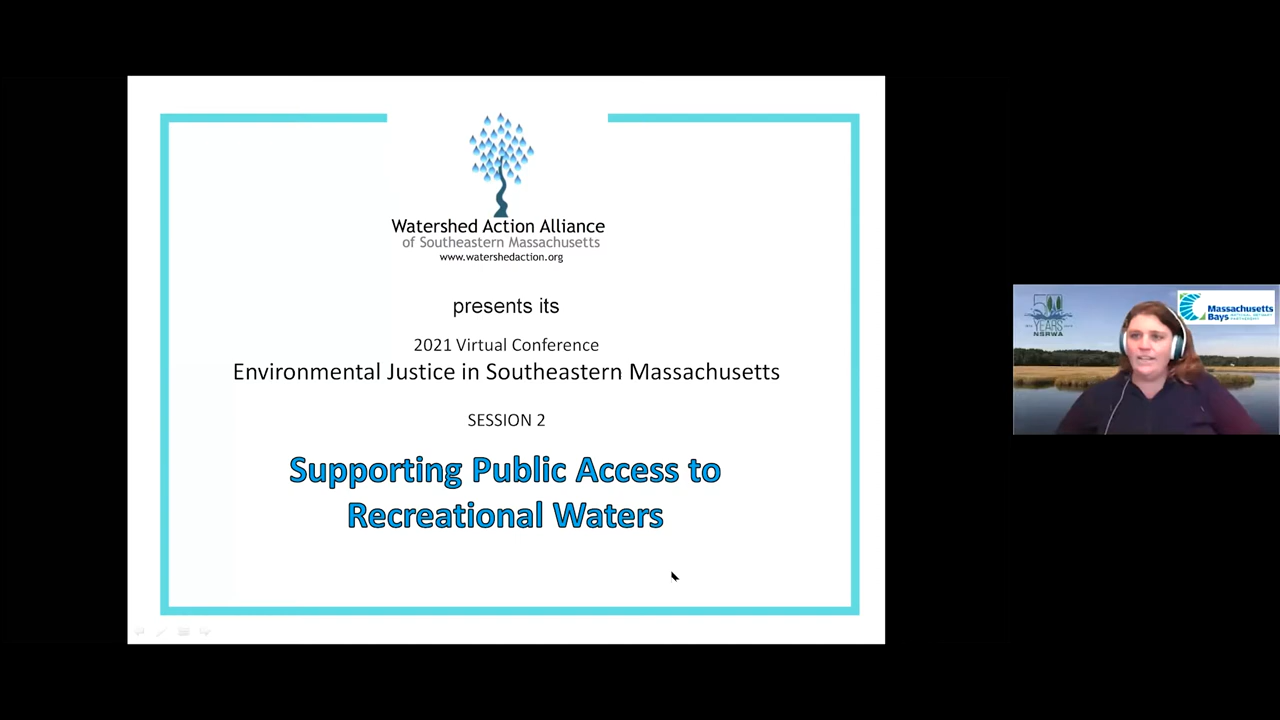 Watershed Action Alliance
of Southeastern Massachusetts
www.watershedaction.org
presents its
2021 Virtual Conference
Environmental Justice in Southeastern Massachusetts
SESSION 2
Supporting Public Access to
Recreational Waters
50
YEARS
NSRWA
Massachusetts
Bays